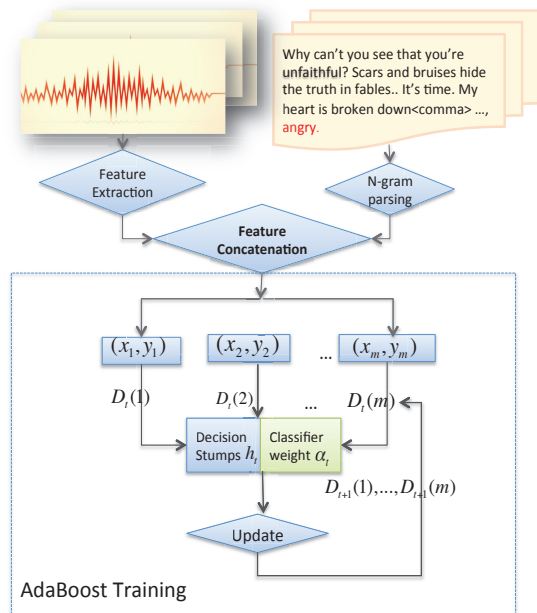 Why can't you see that you're
unfaithful? Scars and bruises hide
the truth in fables.. It's time. My
heart is broken down<comma> ...,
angry.
Feature
Extraction
N-gram
parsing
Feature
Concatenation
(x₁, y₁)
(x₂, y₂)
...
(xₘ, yₘ)
Dₜ(1)
Dₜ(2)
...
Dₜ(m)
Decision
Stumps hₜ
Classifier
weight αₜ
Dₜ₊₁(1),...,Dₜ₊₁(m)
Update
AdaBoost Training